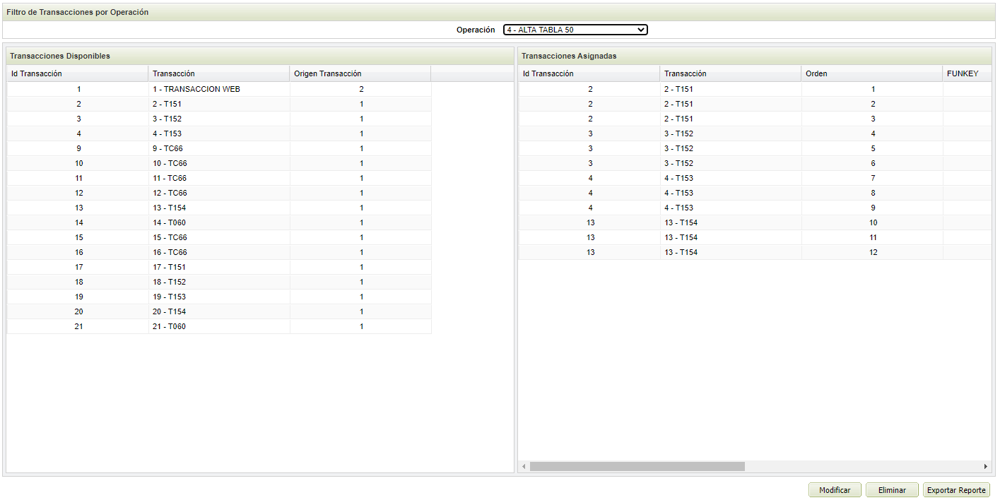 Filtro de Transacciones por Operación
Operación 4 - ALTA TABLA 50
Transacciones Disponibles
Id Transacción Transacción Origen Transacción
1 1 - TRANSACCION WEB 2
2 2 - T151 1
3 3 - T152 1
4 4 - T153 1
9 9 - TC66 1
10 10 - TC66 1
11 11 - TC66 1
12 12 - TC66 1
13 13 - T154 1
14 14 - T060 1
15 15 - TC66 1
16 16 - TC66 1
17 17 - T151 1
18 18 - T152 1
19 19 - T153 1
20 20 - T154 1
21 21 - T060 1
Transacciones Asignadas
Id Transacción Transacción Orden FUNKEY
2 2 - T151 1
2 2 - T151 2
2 2 - T151 3
3 3 - T152 4
3 3 - T152 5
3 3 - T152 6
4 4 - T153 7
4 4 - T153 8
4 4 - T153 9
13 13 - T154 10
13 13 - T154 11
13 13 - T154 12
Modificar Eliminar Exportar Reporte